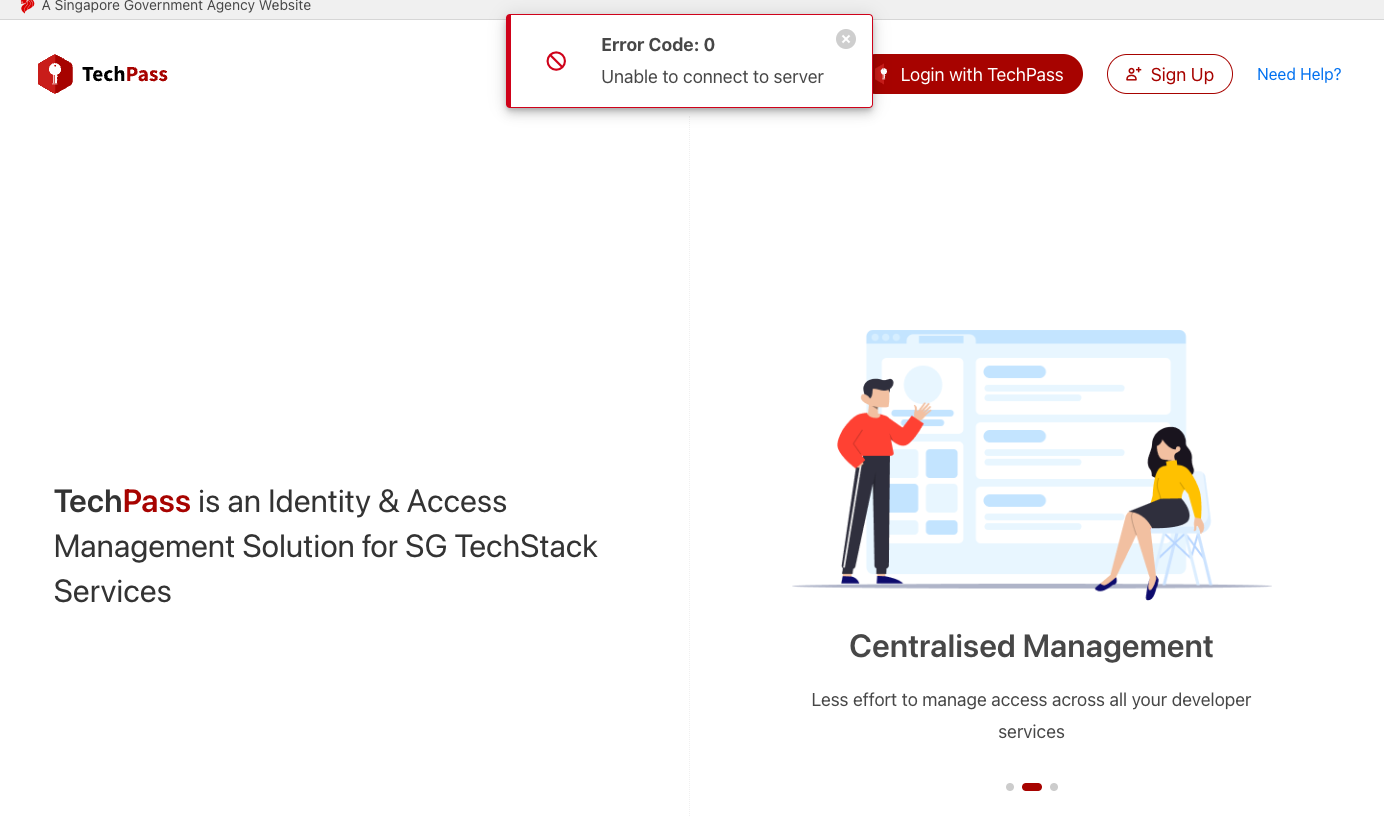 A Singapore Government Agency Website
Error Code: 0
Unable to connect to server
TechPass
Login with TechPass
Sign Up
Need Help?
TechPass is an Identity & Access
Management Solution for SG TechStack
Services
Centralised Management
Less effort to manage access across all your developer
services